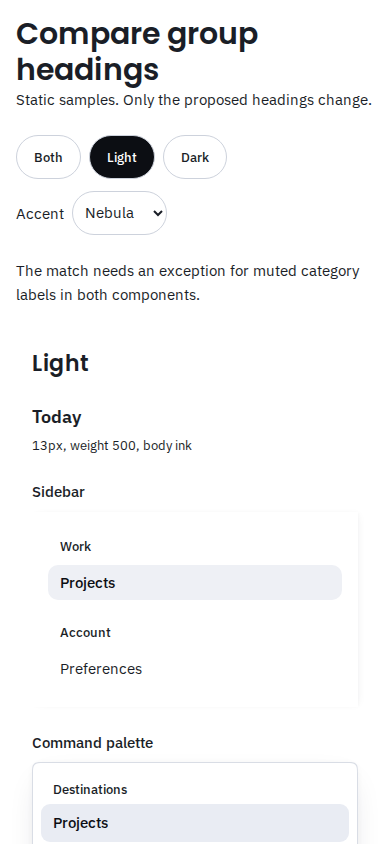 Compare group
headings
Static samples. Only the proposed headings change.
Both
Light
Dark
Accent
Nebula
The match needs an exception for muted category
labels in both components.
Light
Today
13px, weight 500, body ink
Sidebar
Work
Projects
Account
Preferences
Command palette
Destinations
Projects